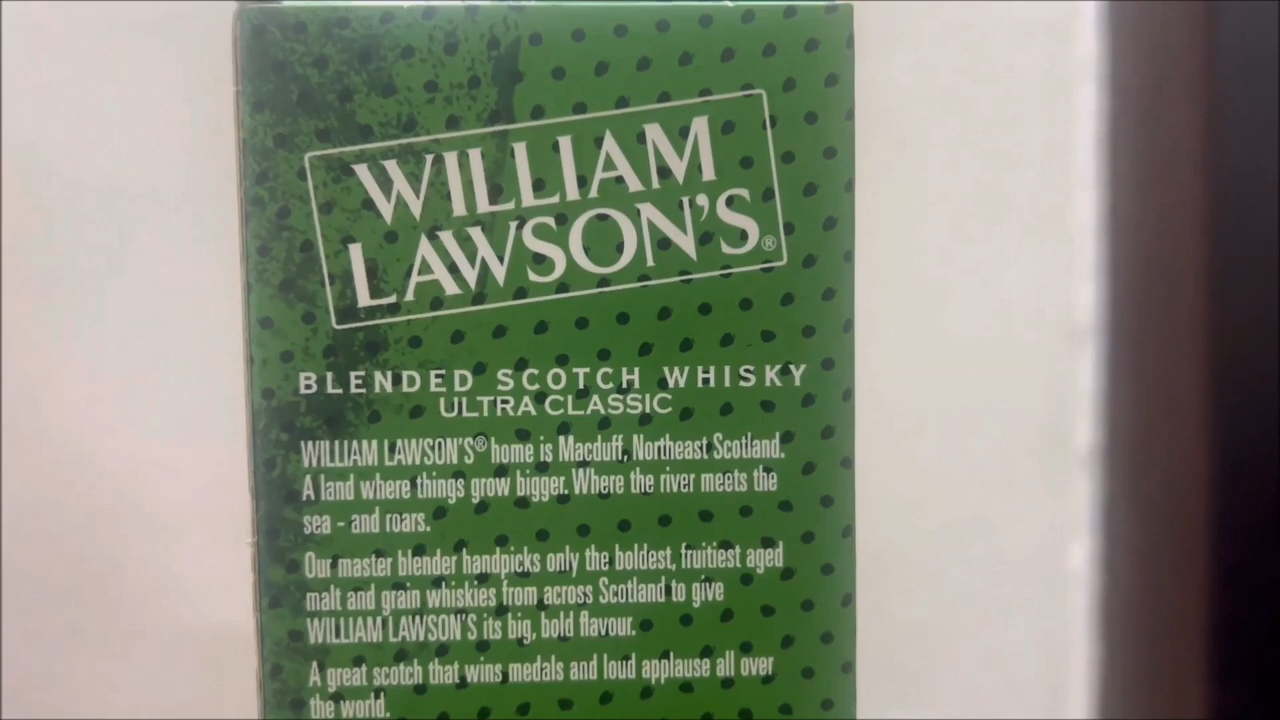 WILLIAM
LAWSON'S®
BLENDED SCOTCH WHISKY
ULTRA CLASSIC
WILLIAM LAWSON'S® home is Macduff, Northeast Scotland.
A land where things grow bigger. Where the river meets the
sea - and roars.
Our master blender handpicks only the boldest, fruitiest aged
malt and grain whiskies from across Scotland to give
WILLIAM LAWSON'S its big, bold flavour.
A great scotch that wins medals and loud applause all over
the world.